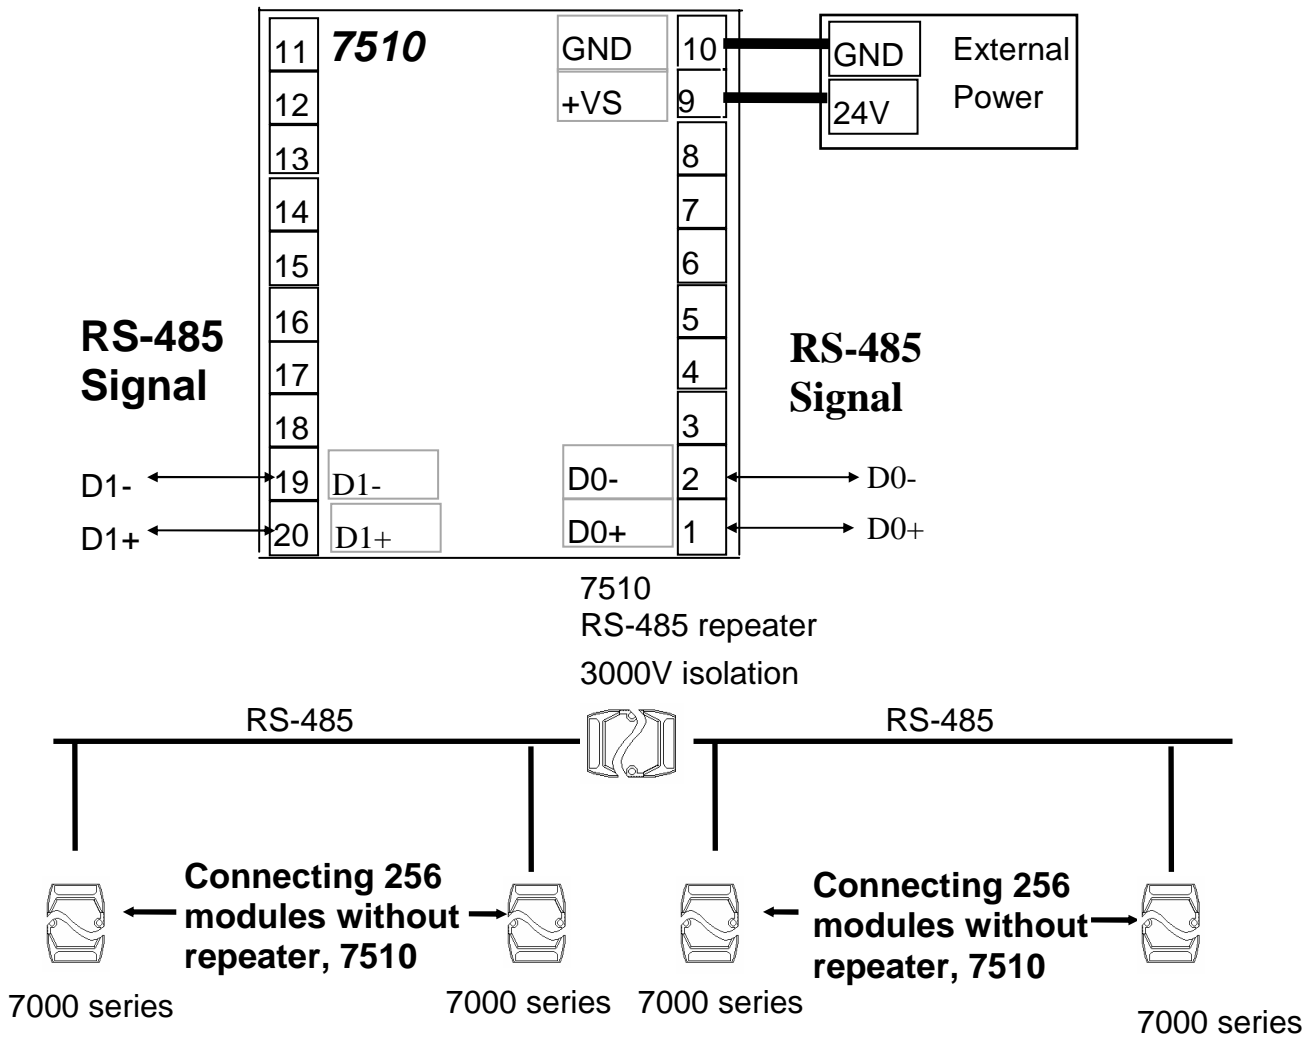 11 7510 GND 10 GND External
12 +VS 9 24V Power
13 8
14 7
15 6
16 5
RS-485 RS-485
17 4
Signal Signal
18 3
D1- 19 D1- D0- 2 D0-
D1+ 20 D1+ D0+ 1 D0+
7510
RS-485 repeater
3000V isolation
RS-485 RS-485
Connecting 256
modules without
repeater, 7510
Connecting 256
modules without
repeater, 7510
7000 series 7000 series 7000 series 7000 series